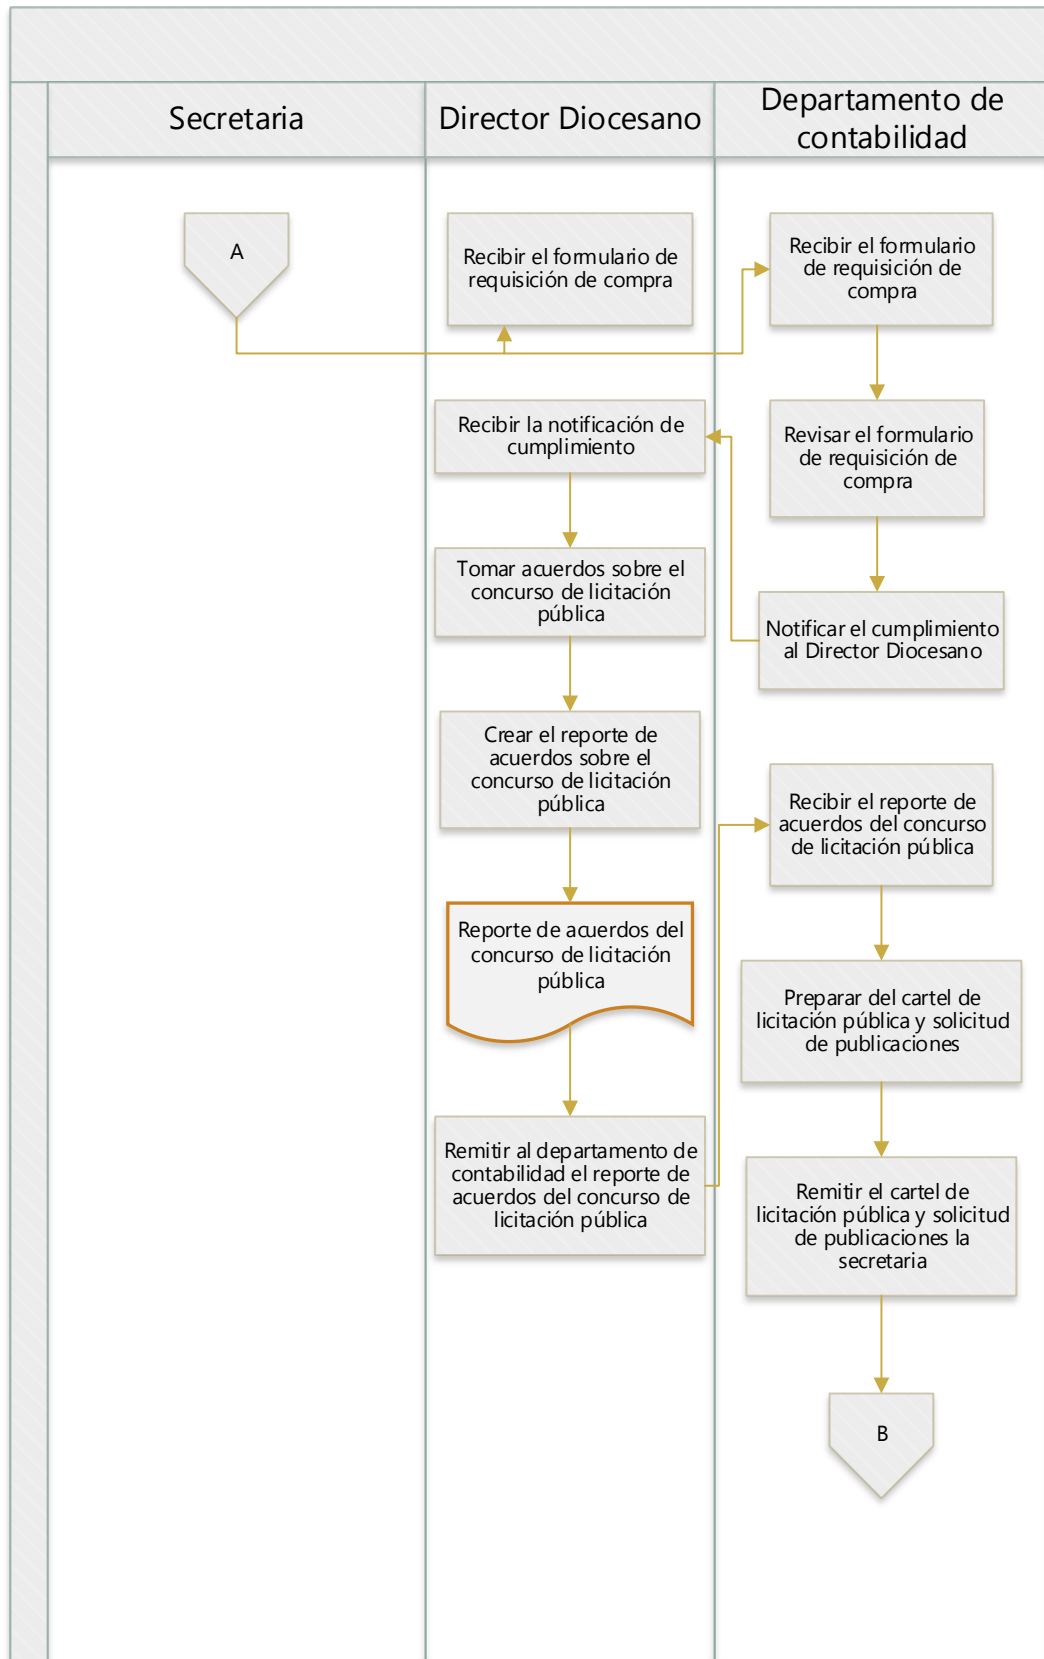 Secretaria
Director Diocesano
Departamento de
contabilidad
A
Recibir el formulario de
requisición de compra
Recibir el formulario
de requisición de
compra
Recibir la notificación de
cumplimiento
Revisar el formulario
de requisición de
compra
Tomar acuerdos sobre el
concurso de licitación
pública
Notificar el cumplimiento
al Director Diocesano
Crear el reporte de
acuerdos sobre el
concurso de licitación
pública
Recibir el reporte de
acuerdos del concurso
de licitación pública
Reporte de acuerdos del
concurso de licitación
pública
Preparar del cartel de
licitación pública y solicitud
de publicaciones
Remitir al departamento de
contabilidad el reporte de
acuerdos del concurso de
licitación pública
Remitir el cartel de
licitación pública y solicitud
de publicaciones la
secretaria
B